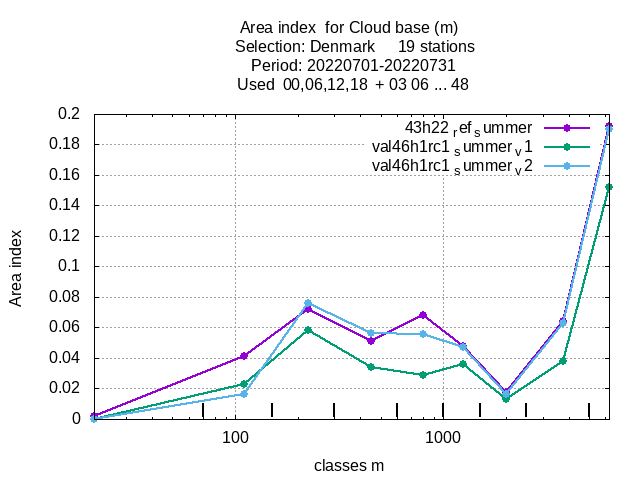 Area index for Cloud base (m)
Selection: Denmark 19 stations
Period: 20220701-20220731
Used 00,06,12,18 + 03 06 ... 48
43h22 ref summer
val46h1rc1 summer v1
val46h1rc1 summer v2
0.2
0.18
0.16
0.14
0.12
0.1
0.08
0.06
0.04
0.02
0
Area index
100
1000
classes m